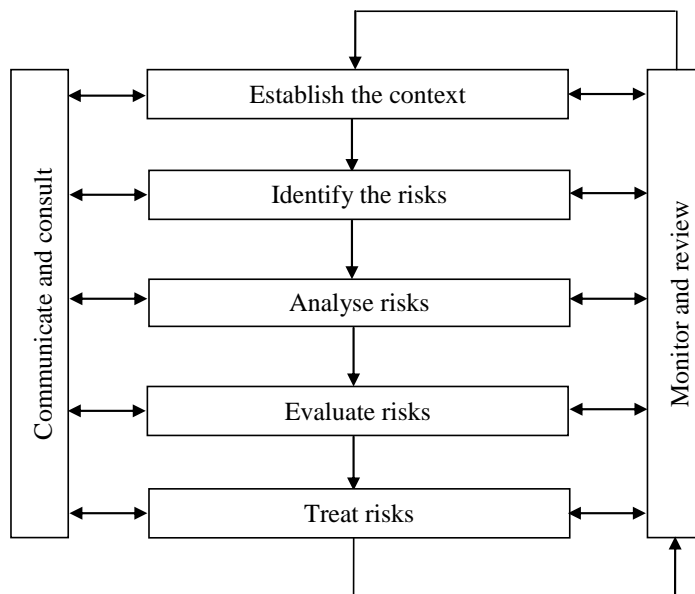 Establish the context
Identify the risks
Analyse risks
Evaluate risks
Treat risks
Communicate and consult
Monitor and review